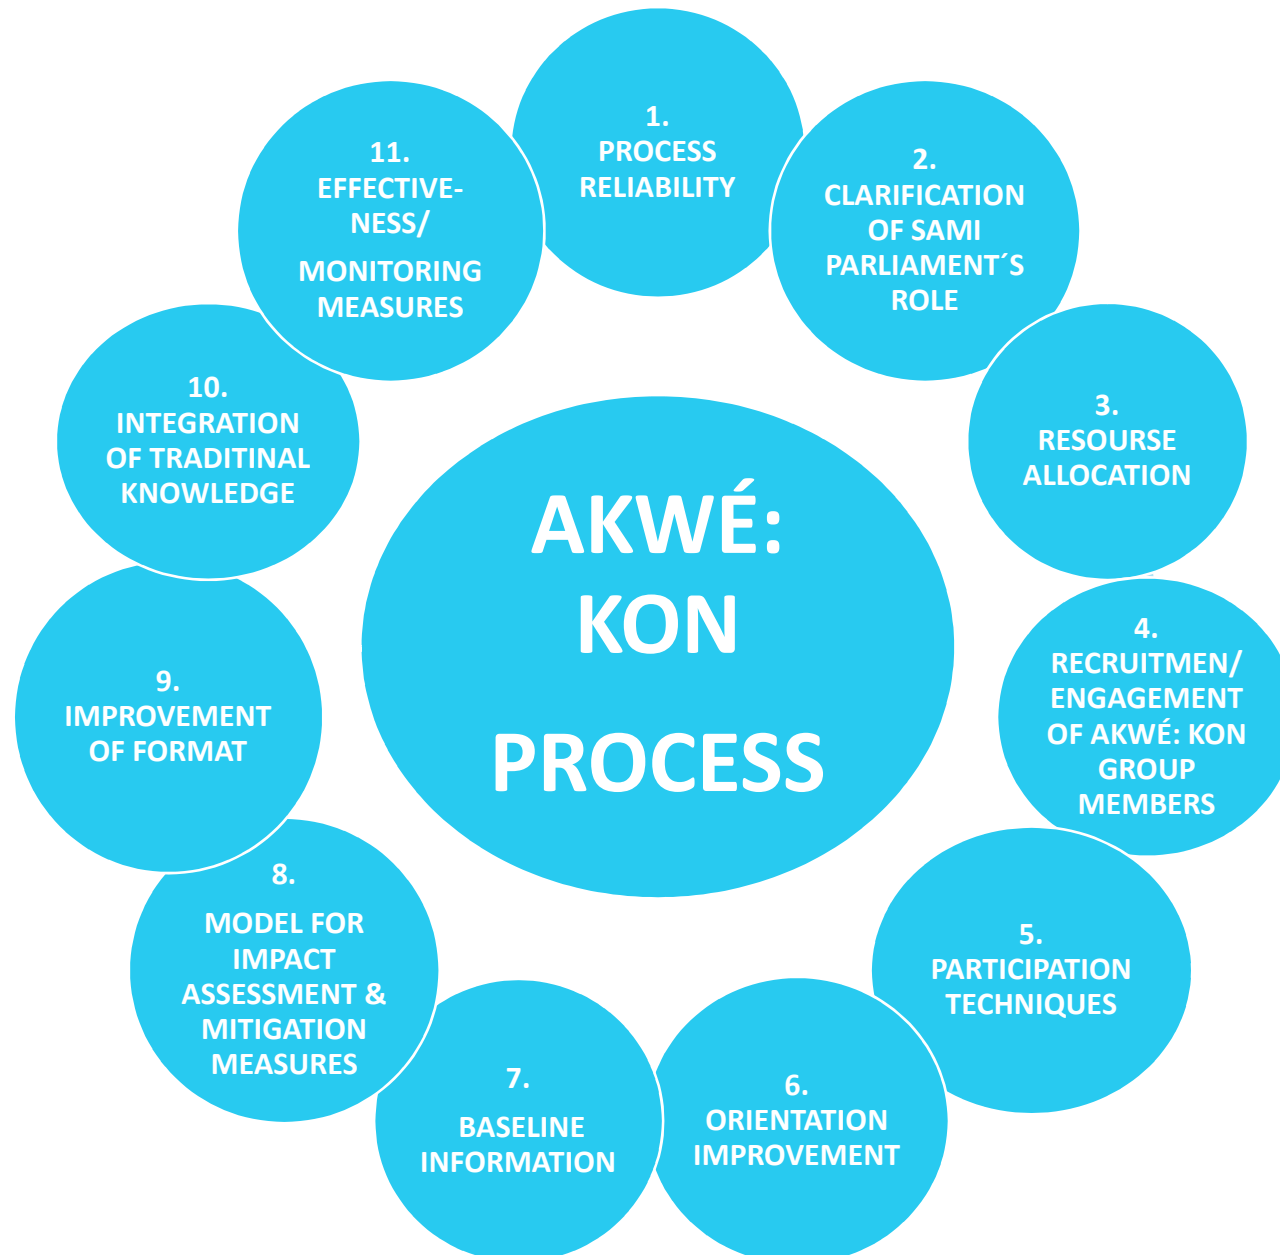 AKWÉ:
KON
PROCESS
1.
PROCESS
RELIABILITY
2.
CLARIFICATION
OF SAMI
PARLIAMENT´S
ROLE
3.
RESOURSE
ALLOCATION
4.
RECRUITMEN/
ENGAGEMENT
OF AKWÉ: KON
GROUP
MEMBERS
5.
PARTICIPATION
TECHNIQUES
6.
ORIENTATION
IMPROVEMENT
7.
BASELINE
INFORMATION
8.
MODEL FOR
IMPACT
ASSESSMENT &
MITIGATION
MEASURES
9.
IMPROVEMENT
OF FORMAT
10.
INTEGRATION
OF TRADITINAL
KNOWLEDGE
11.
EFFECTIVE-
NESS/
MONITORING
MEASURES